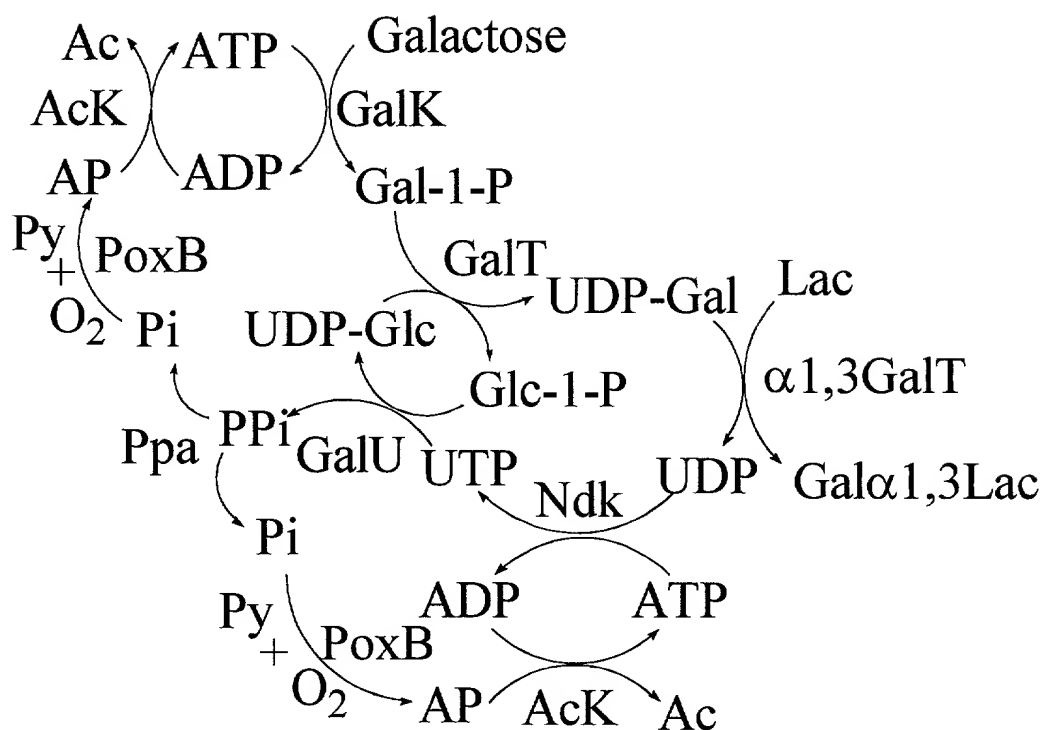 Ac ATP Galactose
AcK GalK
AP ADP Gal-1-P
Py PoxB GalT
+
O2 Pi UDP-Glc UDP-Gal Lac
Glc-1-P α1,3GalT
Ppa PPi GalU UTP UDP Galα1,3Lac
Ndk
Pi
ADP ATP
Py PoxB
+
O2 AP AcK Ac